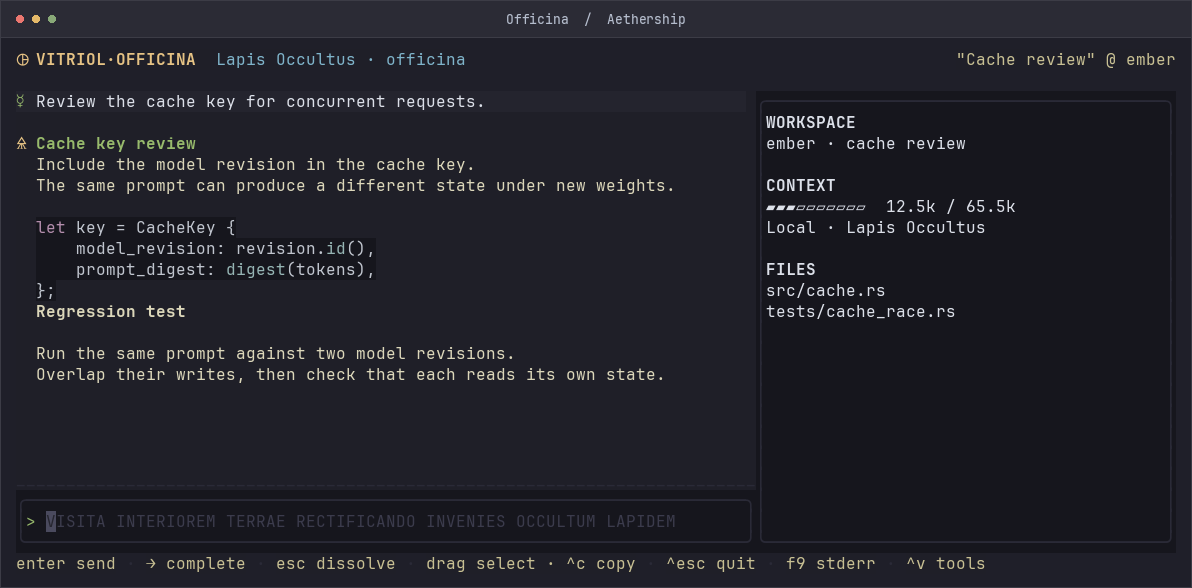 Officina / Aethership
VITRIOL·OFFICINA Lapis Occultus · officina
"Cache review" @ ember
☿ Review the cache key for concurrent requests.
Cache key review
Include the model revision in the cache key.
The same prompt can produce a different state under new weights.
let key = CacheKey {
    model_revision: revision.id(),
    prompt_digest: digest(tokens),
};
Regression test
Run the same prompt against two model revisions.
Overlap their writes, then check that each reads its own state.
WORKSPACE
ember · cache review
CONTEXT
▰▰▰▱▱▱▱▱▱▱ 12.5k / 65.5k
Local · Lapis Occultus
FILES
src/cache.rs
tests/cache_race.rs
> VISITA INTERIOREM TERRAE RECTIFICANDO INVENIES OCCULTUM LAPIDEM
enter send · → complete · esc dissolve · drag select · ^c copy · ^esc quit · f9 stderr · ^v tools